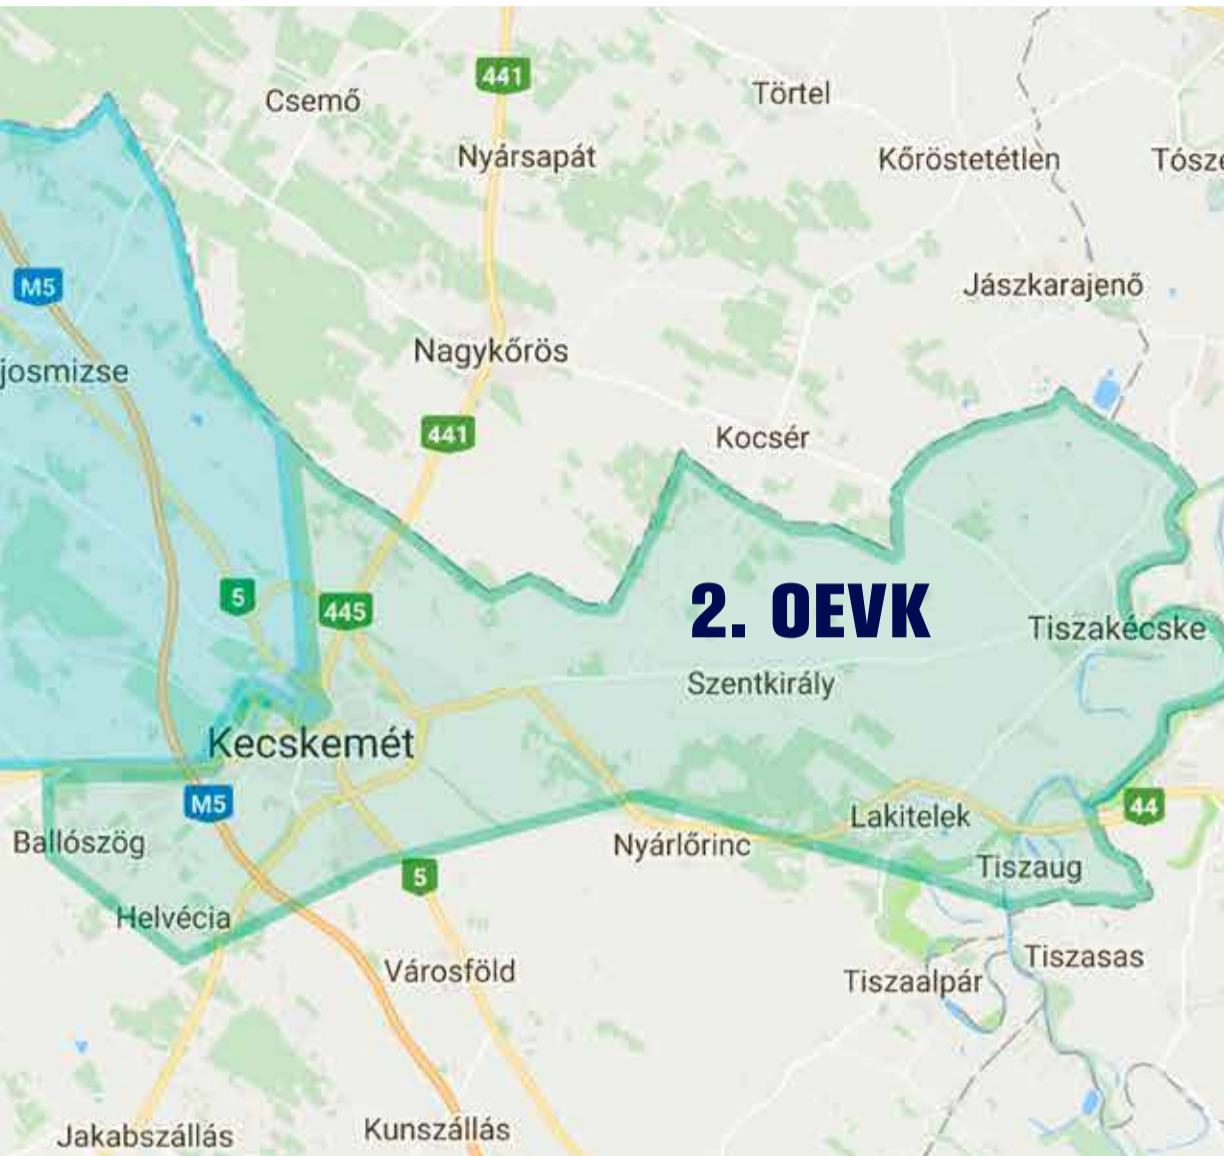 441
Csemő
Törtel
Nyársapát
Kőröstetétlen
Tósze
M5
Jászkarajenő
Nagykőrös
josmizse
441
Kocsér
5
445
2. OEVK
Tiszakécske
Szentkirály
Kecskemét
M5
44
Lakitelek
Ballószög
Nyárlőrinc
Tiszaug
5
Helvécia
Tiszasas
Városföld
Tiszaalpár
Kunszállás
Jakabszállás